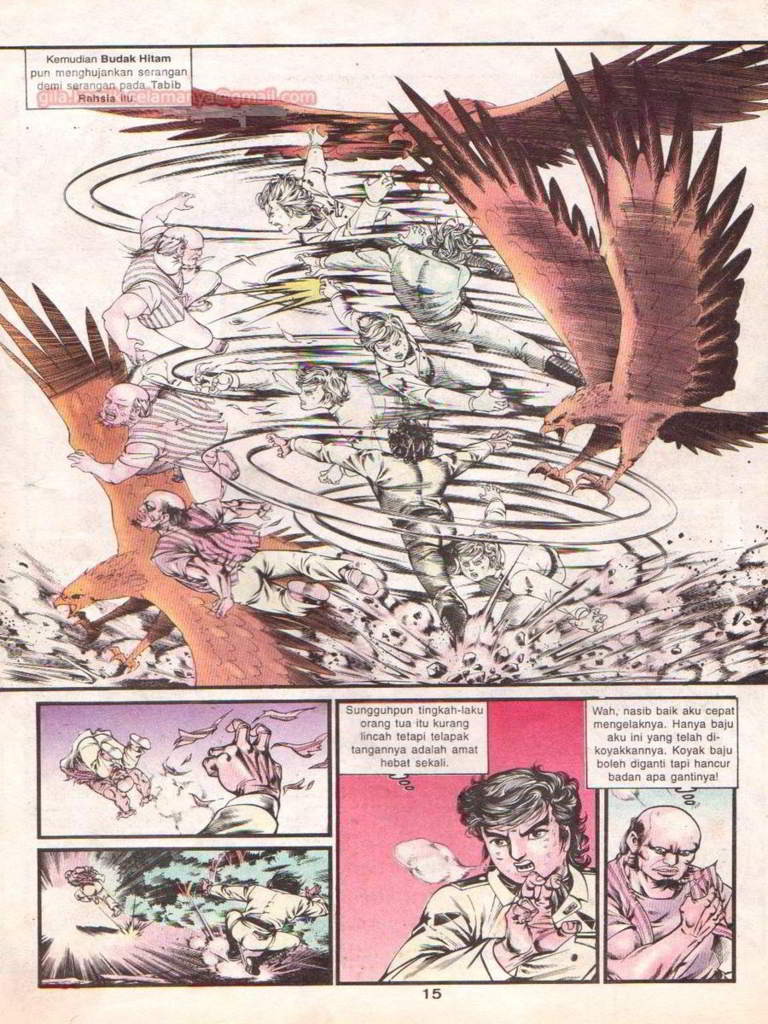 Kemudian Budak Hitam
pun menghujankan serangan
demi serangan pada Tabib
Rahsia itu.
Sungguhpun tingkah-laku
orang tua itu kurang
lincah tetapi telapak
tangannya adalah amat
hebat sekali.
Wah, nasib baik aku cepat
mengelaknya. Hanya baju
aku ini yang telah di-
koyakkannya. Koyak baju
boleh diganti tapi hancur
badan apa gantinya!
15